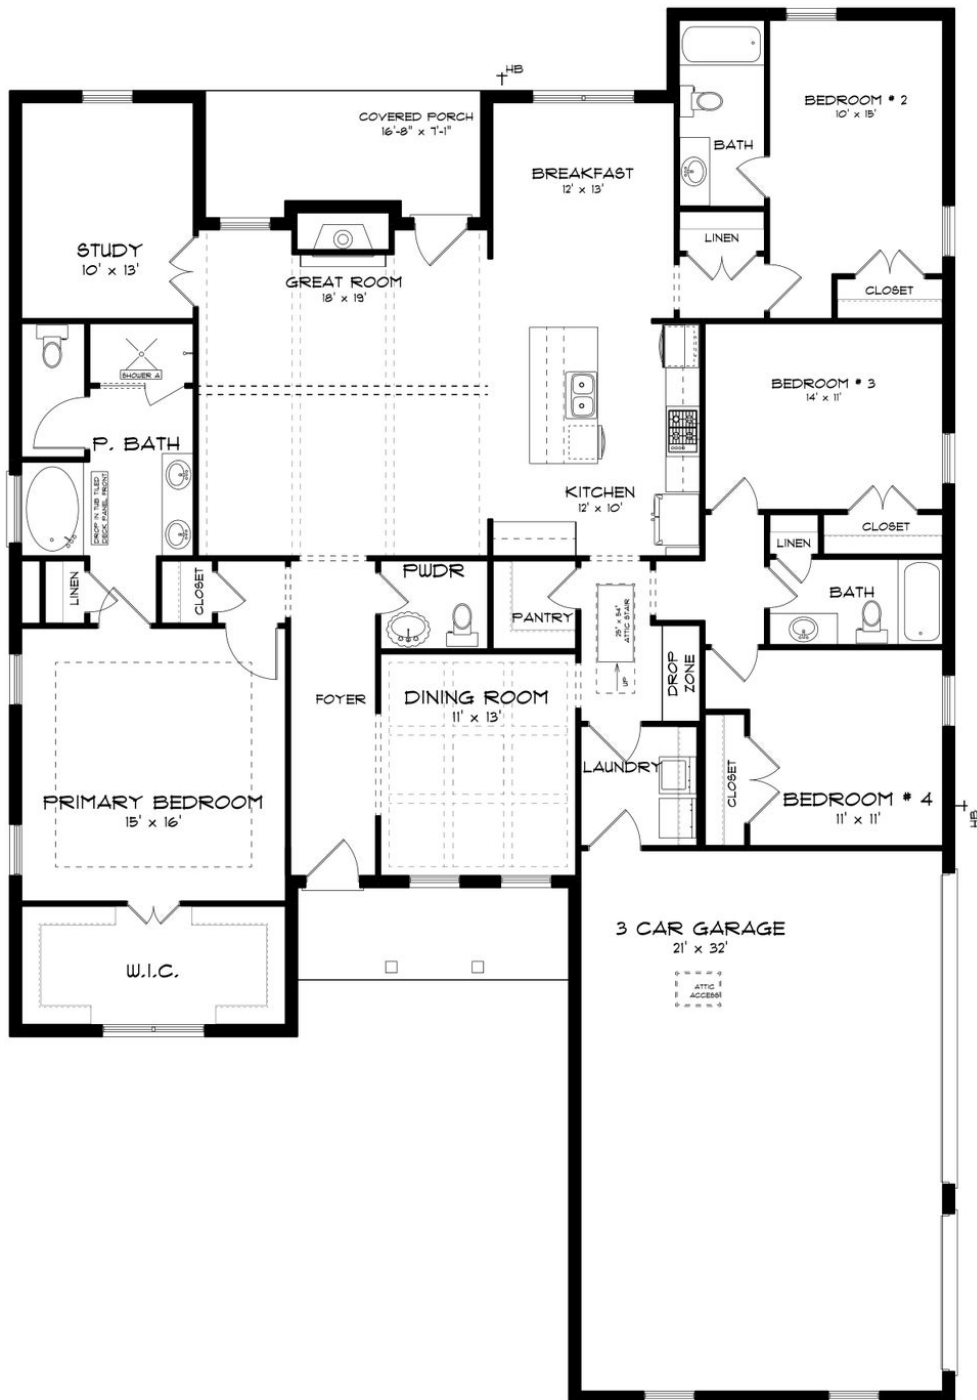 HB
COVERED PORCH
16'-8" x 7'-1"
BEDROOM # 2
10' x 15'
BATH
BREAKFAST
12' x 13'
LINEN
STUDY
10' x 13'
GREAT ROOM
18' x 19'
CLOSET
SHOWER A
BEDROOM # 3
14' x 11'
P. BATH
DROP IN TUB TILED
DECK PANEL FRONT
KITCHEN
12' x 10'
CLOSET
LINEN
LINEN
CLOSET
PWDR
PANTRY
25" x 54"
ATTIC STAIR
UP
BATH
DROP
ZONE
FOYER
DINING ROOM
11' x 13'
LAUNDRY
CLOSET
PRIMARY BEDROOM
15' x 16'
BEDROOM # 4
11' x 11'
HB
3 CAR GARAGE
21' x 32'
ATTIC
ACCESS
W.I.C.